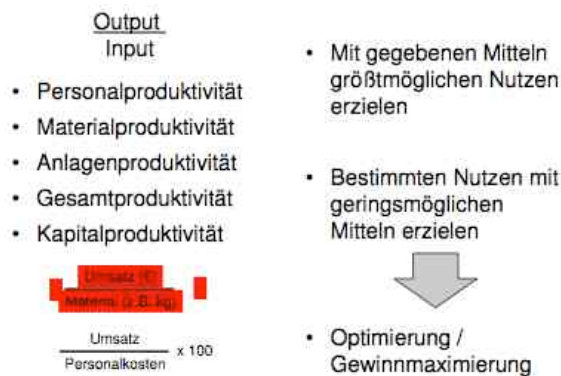 Output
Input
• Personalproduktivität
• Materialproduktivität
• Anlagenproduktivität
• Gesamtproduktivität
• Kapitalproduktivität
Umsatz (€)
Material (z.B. kg)
Umsatz
Personalkosten
x 100
• Mit gegebenen Mitteln
größtmöglichen Nutzen
erzielen
• Bestimmten Nutzen mit
geringsmöglichen
Mitteln erzielen
• Optimierung /
Gewinnmaximierung